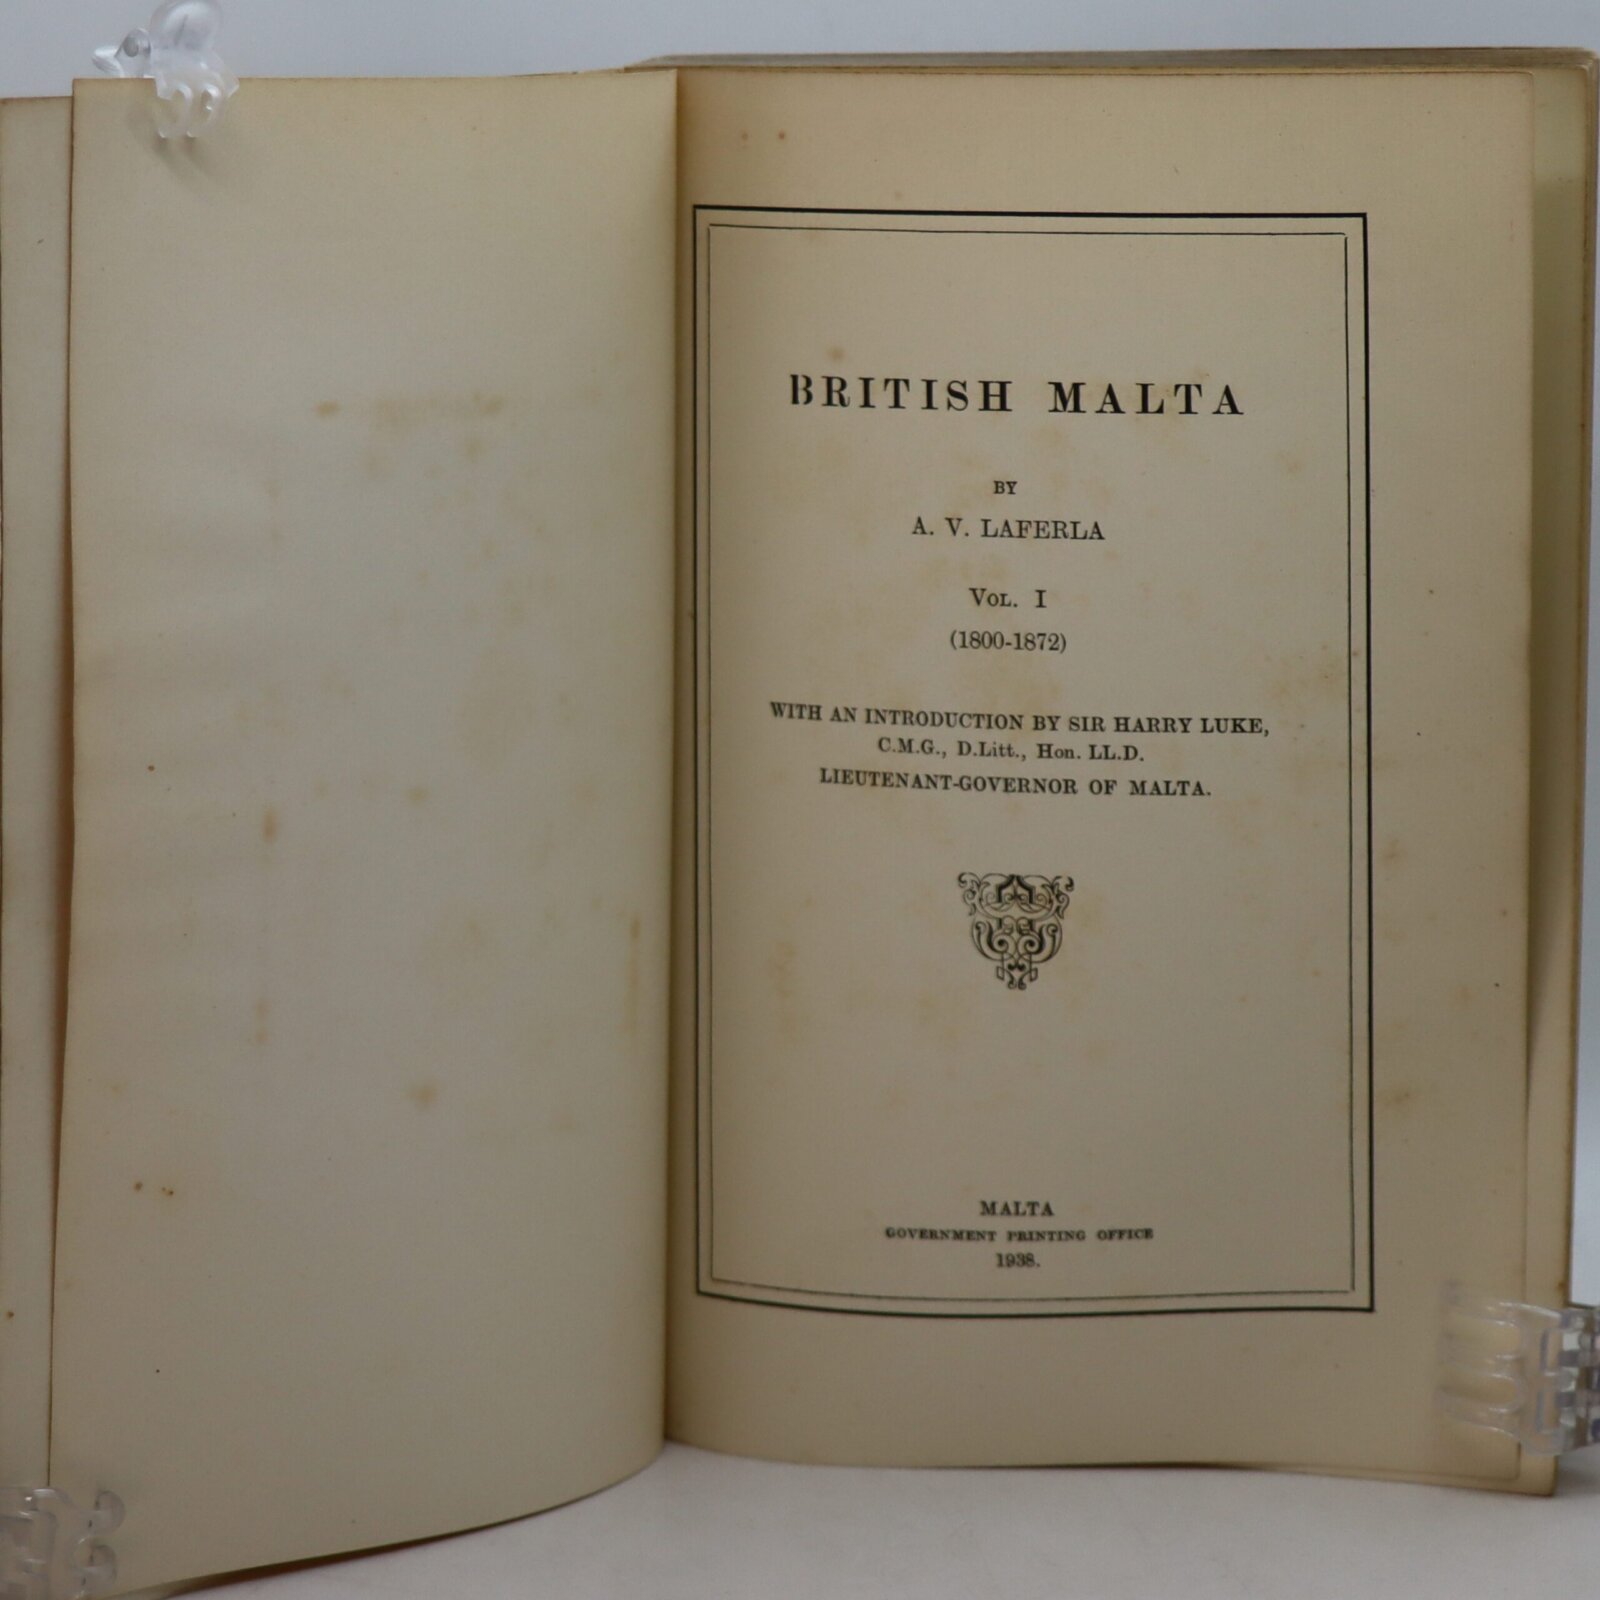 BRITISH MALTA
BY
A. V. LAFERLA
VOL. I
(1800-1872)
WITH AN INTRODUCTION BY SIR HARRY LUKE,
C.M.G., D.Litt., Hon. LL.D.
LIEUTENANT-GOVERNOR OF MALTA.
MALTA
GOVERNMENT PRINTING OFFICE
1938.